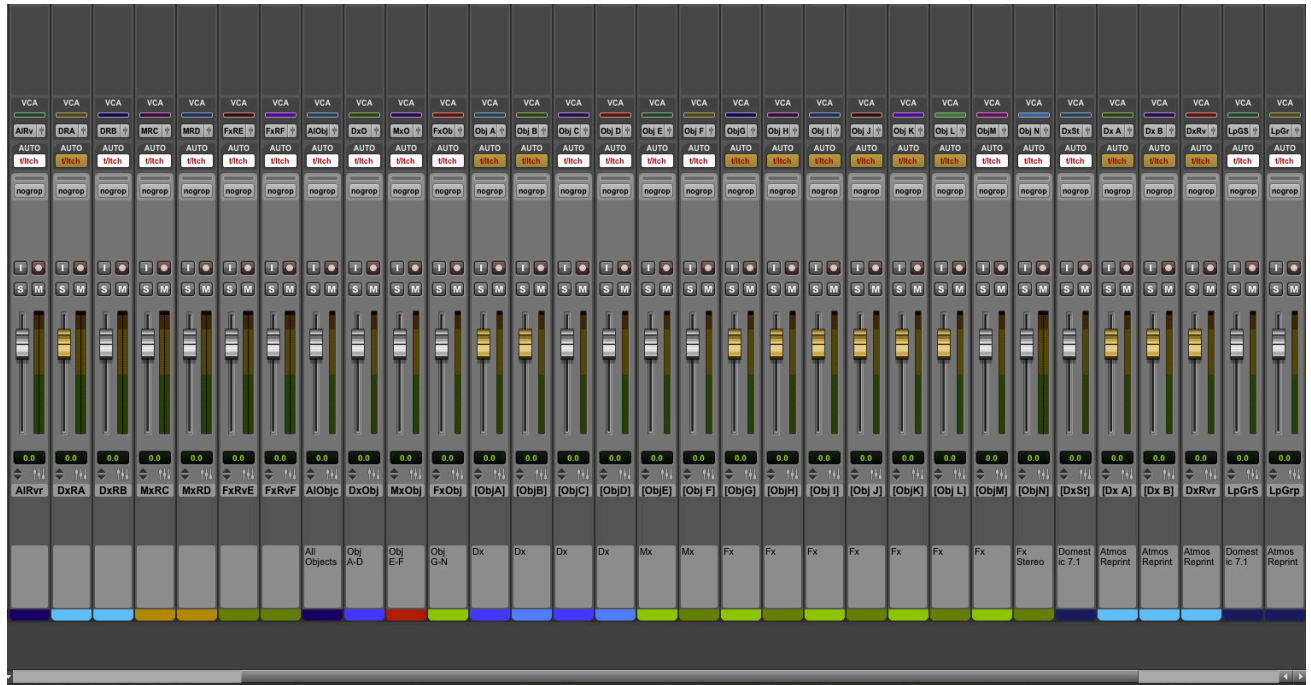 VCA VCA VCA VCA VCA VCA VCA VCA VCA VCA VCA VCA VCA VCA VCA VCA VCA VCA VCA VCA VCA VCA VCA VCA VCA VCA VCA VCA VCA VCA VCA
AlRv DRA DRB MRC MRD FxRE FxRF AlObj DxO MxO FxOb Obj A Obj B Obj C Obj D Obj E Obj F ObjG Obj H Obj I Obj J Obj K Obj L ObjM Obj N DxSt Dx A Dx B DxRv LpGS LpGr
AUTO AUTO AUTO AUTO AUTO AUTO AUTO AUTO AUTO AUTO AUTO AUTO AUTO AUTO AUTO AUTO AUTO AUTO AUTO AUTO AUTO AUTO AUTO AUTO AUTO AUTO AUTO AUTO AUTO AUTO AUTO
t/ltch t/ltch t/ltch t/ltch t/ltch t/ltch t/ltch t/ltch t/ltch t/ltch t/ltch t/ltch t/ltch t/ltch t/ltch t/ltch t/ltch t/ltch t/ltch t/ltch t/ltch t/ltch t/ltch t/ltch t/ltch t/ltch t/ltch t/ltch t/ltch t/ltch t/ltch
nogrop nogrop nogrop nogrop nogrop nogrop nogrop nogrop nogrop nogrop nogrop nogrop nogrop nogrop nogrop nogrop nogrop nogrop nogrop nogrop nogrop nogrop nogrop nogrop nogrop nogrop nogrop nogrop nogrop nogrop nogrop
I I I I I I I I I I I I I I I I I I I I I I I I I I I I I I I
S M S M S M S M S M S M S M S M S M S M S M S M S M S M S M S M S M S M S M S M S M S M S M S M S M S M S M S M S M S M S M
0.0 0.0 0.0 0.0 0.0 0.0 0.0 0.0 0.0 0.0 0.0 0.0 0.0 0.0 0.0 0.0 0.0 0.0 0.0 0.0 0.0 0.0 0.0 0.0 0.0 0.0 0.0 0.0 0.0 0.0 0.0
AlRvr DxRA DxRB MxRC MxRD FxRvE FxRvF AlObjc DxObj MxObj FxObj [ObjA] [ObjB] [ObjC] [ObjD] [ObjE] [Obj F] [ObjG] [ObjH] [Obj I] [Obj J] [ObjK] [Obj L] [ObjM] [ObjN] [DxSt] [Dx A] [Dx B] DxRvr LpGrS LpGrp
All Obj Obj Obj Dx Dx Dx Dx Mx Mx Fx Fx Fx Fx Fx Fx Fx Fx Domest Atmos Atmos Atmos Domest Atmos
Objects A-D E-F G-N Stereo ic 7.1 Reprint Reprint Reprint ic 7.1 Reprint